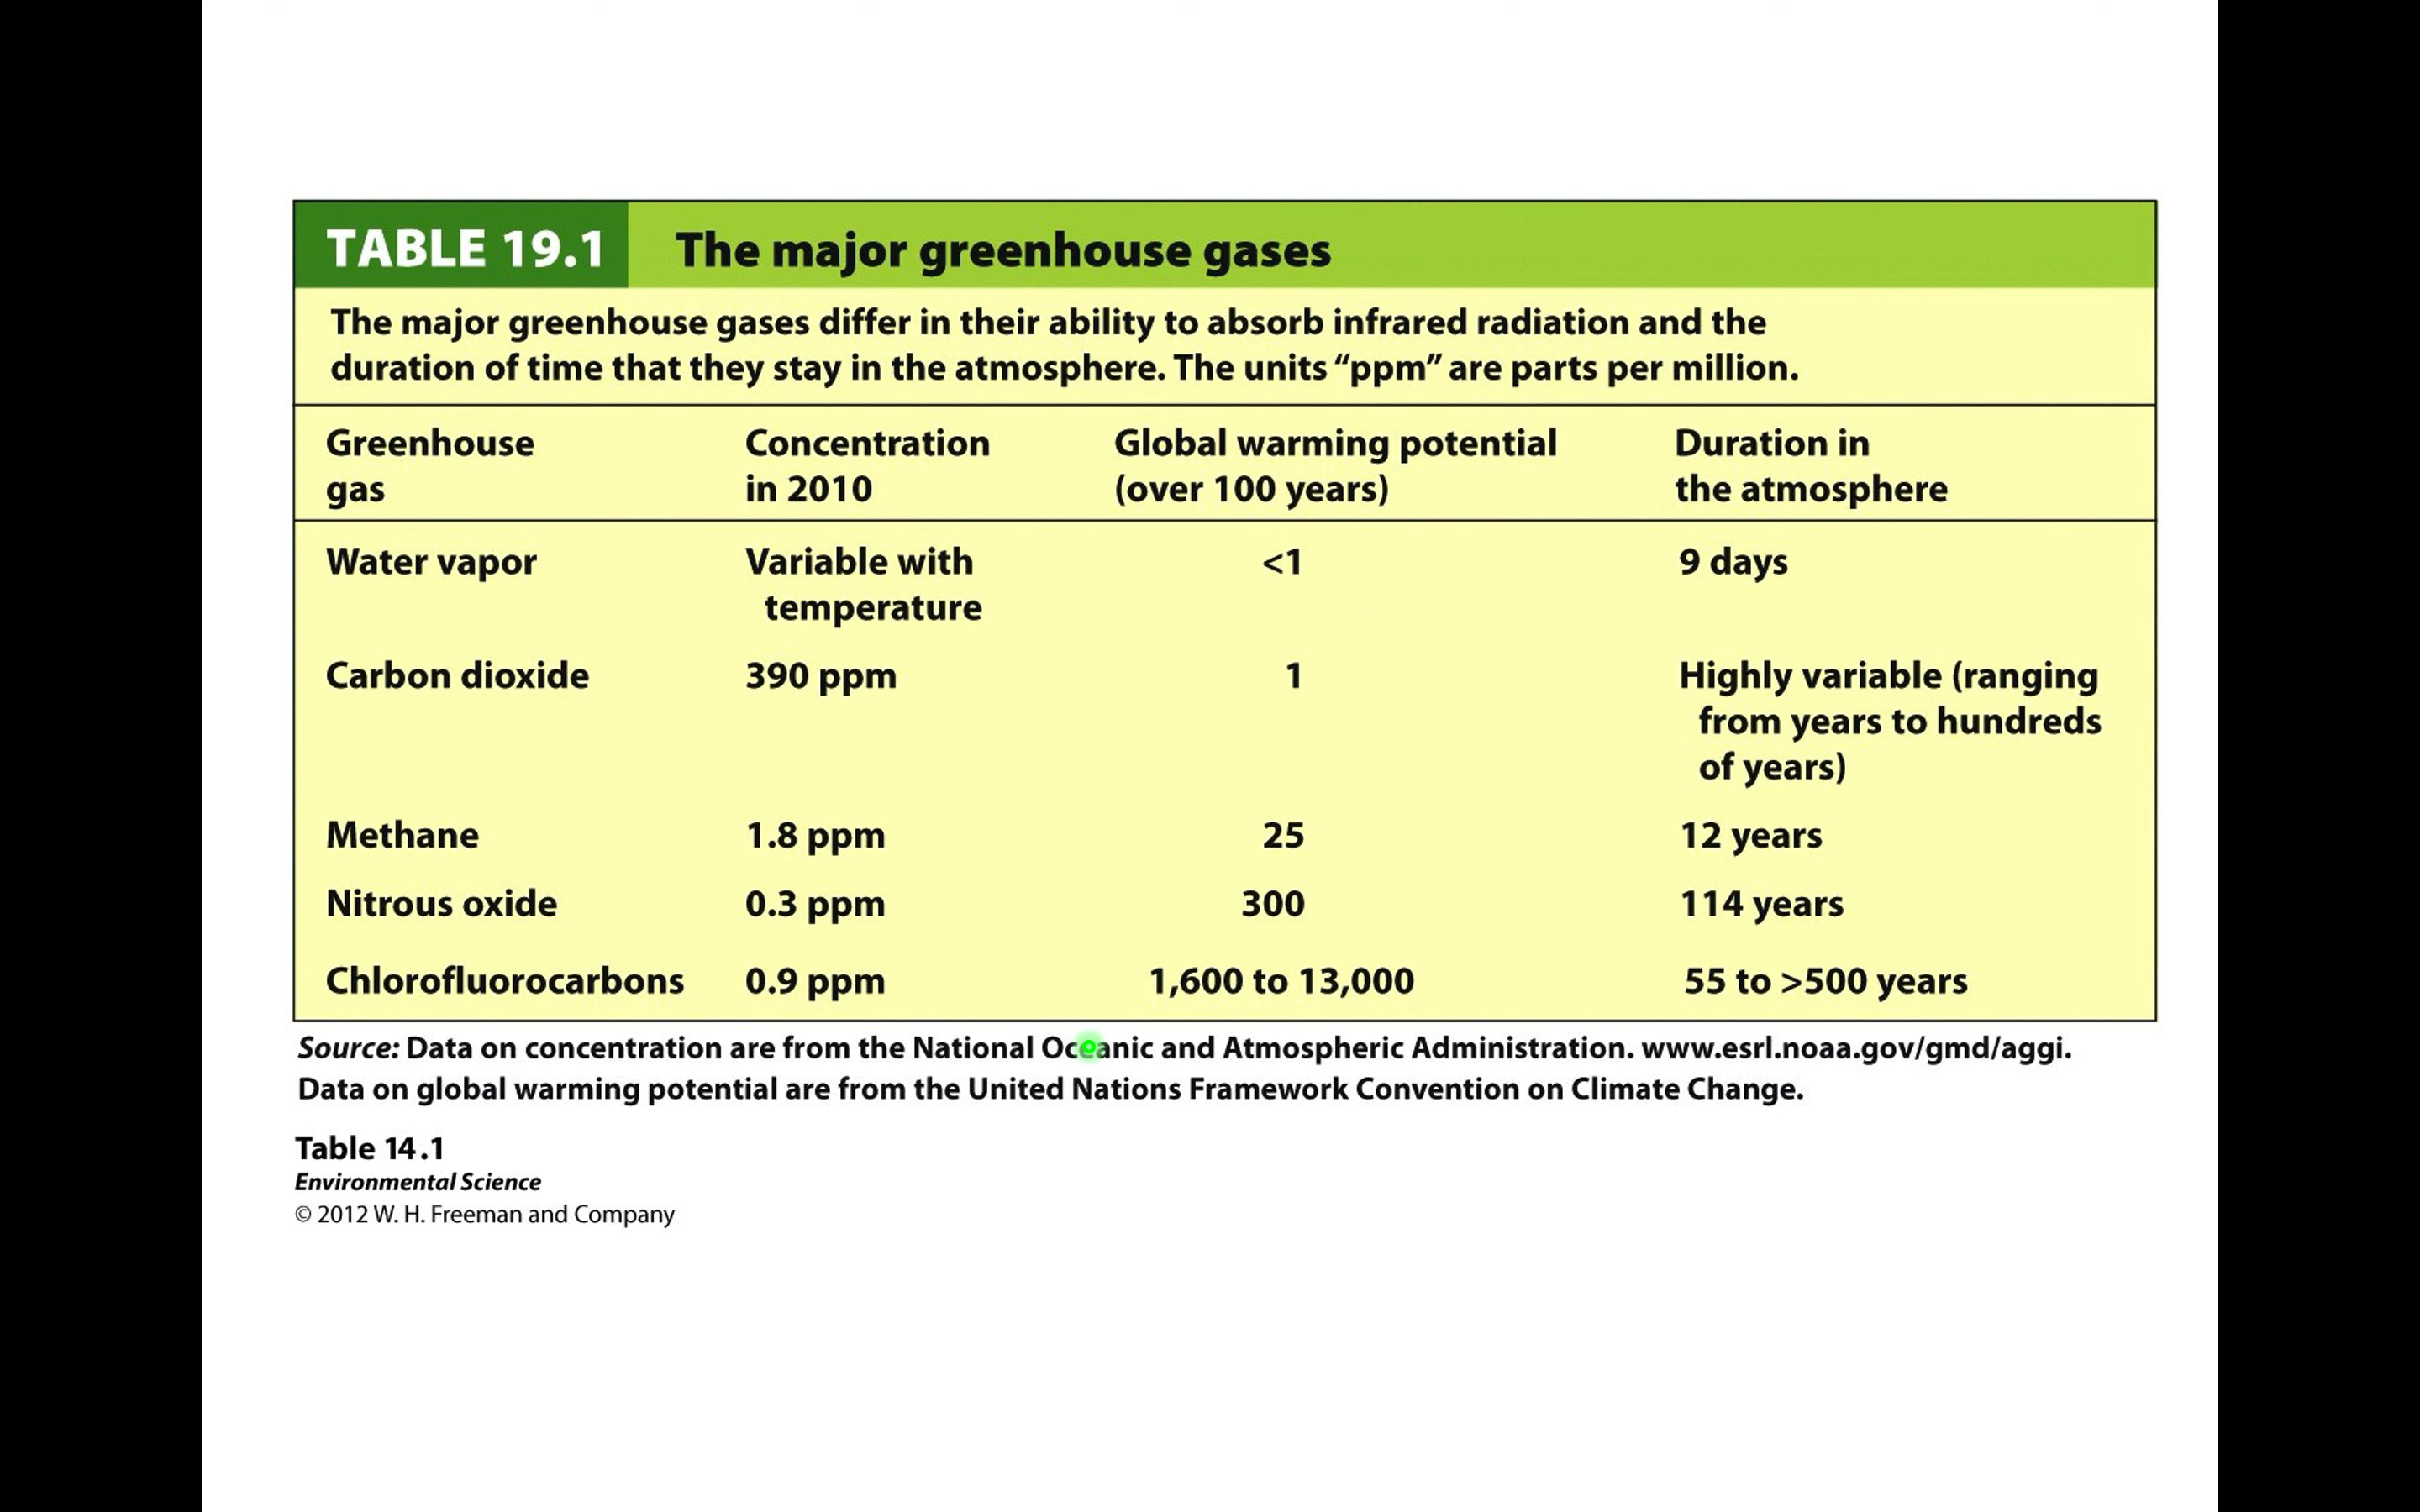 TABLE 19.1 The major greenhouse gases
The major greenhouse gases differ in their ability to absorb infrared radiation and the
duration of time that they stay in the atmosphere. The units “ppm” are parts per million.
Greenhouse gas
Concentration in 2010
Global warming potential (over 100 years)
Duration in the atmosphere
Water vapor
Variable with temperature
<1
9 days
Carbon dioxide
390 ppm
1
Highly variable (ranging
from years to hundreds
of years)
Methane 1.8 ppm 25 12 years
Nitrous oxide 0.3 ppm 300 114 years
Chlorofluorocarbons 0.9 ppm 1,600 to 13,000 55 to >500 years
Source: Data on concentration are from the National Oceanic and Atmospheric Administration. www.esrl.noaa.gov/gmd/aggi.
Data on global warming potential are from the United Nations Framework Convention on Climate Change.
Table 14.1
Environmental Science
© 2012 W. H. Freeman and Company